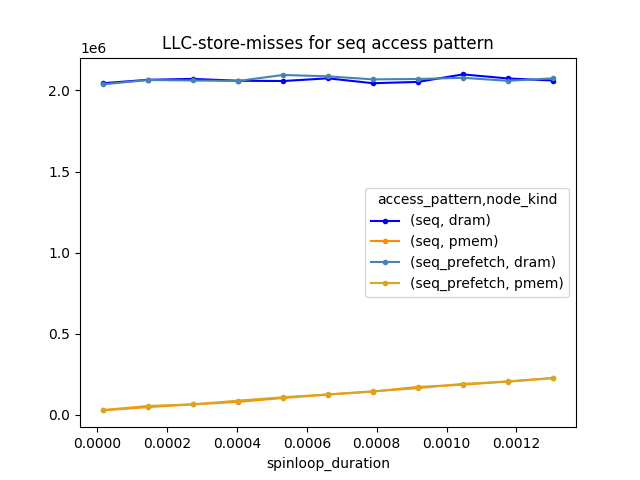 LLC-store-misses for seq access pattern
1e6
2.0
1.5
1.0
0.5
0.0
access_pattern,node_kind
(seq, dram)
(seq, pmem)
(seq_prefetch, dram)
(seq_prefetch, pmem)
0.0000 0.0002 0.0004 0.0006 0.0008 0.0010 0.0012
spinloop_duration